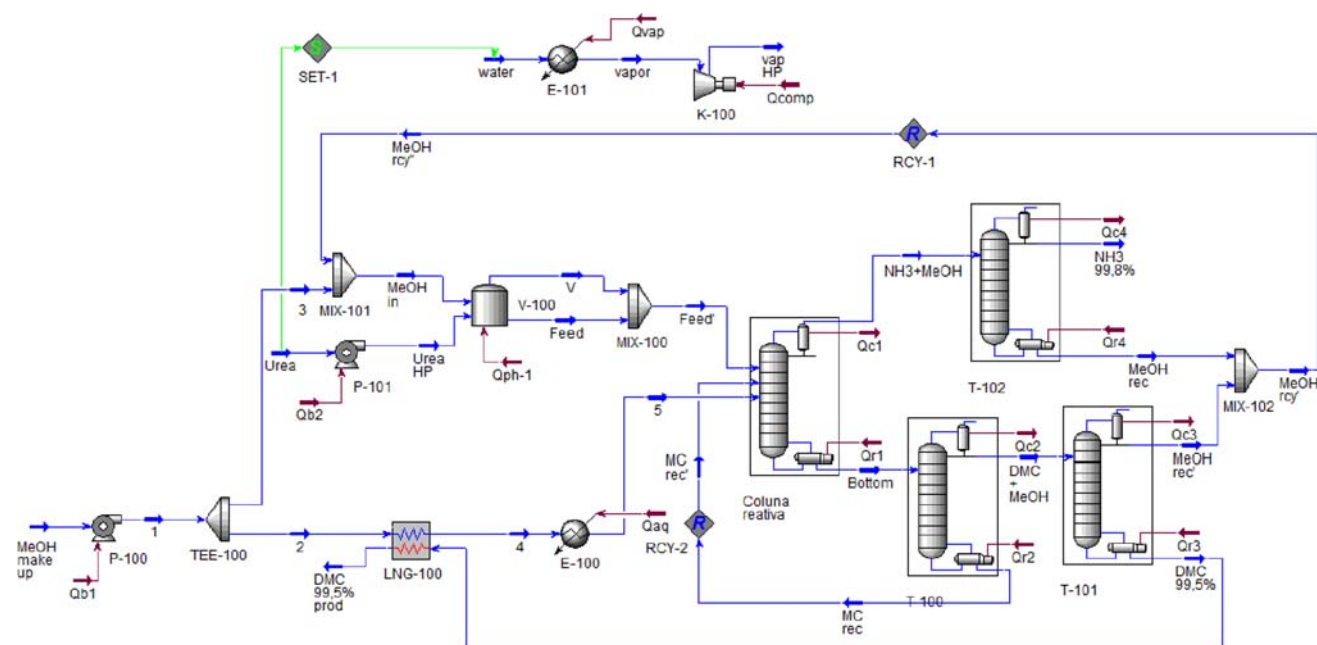 Qvap
S
SET-1
water
E-101
vapor
vap
HP
K-100
Qcomp
MeOH
rcy"
R
RCY-1
3
MIX-101
MeOH
in
V-100
V
Feed
MIX-100
Feed'
Urea
P-101
Urea
HP
Qph-1
Qb2
NH3+MeOH
Qc4
NH3
99,8%
Qr4
MeOH
rec
T-102
MIX-102
MeOH
rcy'
Qc1
5
Qr1
Bottom
Coluna
reativa
MC
rec'
R
RCY-2
Qc2
DMC
+
MeOH
Qc3
MeOH
rec'
Qr2
T-100
Qr3
DMC
99,5%
T-101
MC
rec
MeOH
make
up
P-100
Qb1
1
TEE-100
2
LNG-100
DMC
99,5%
prod
4
E-100
Qaq